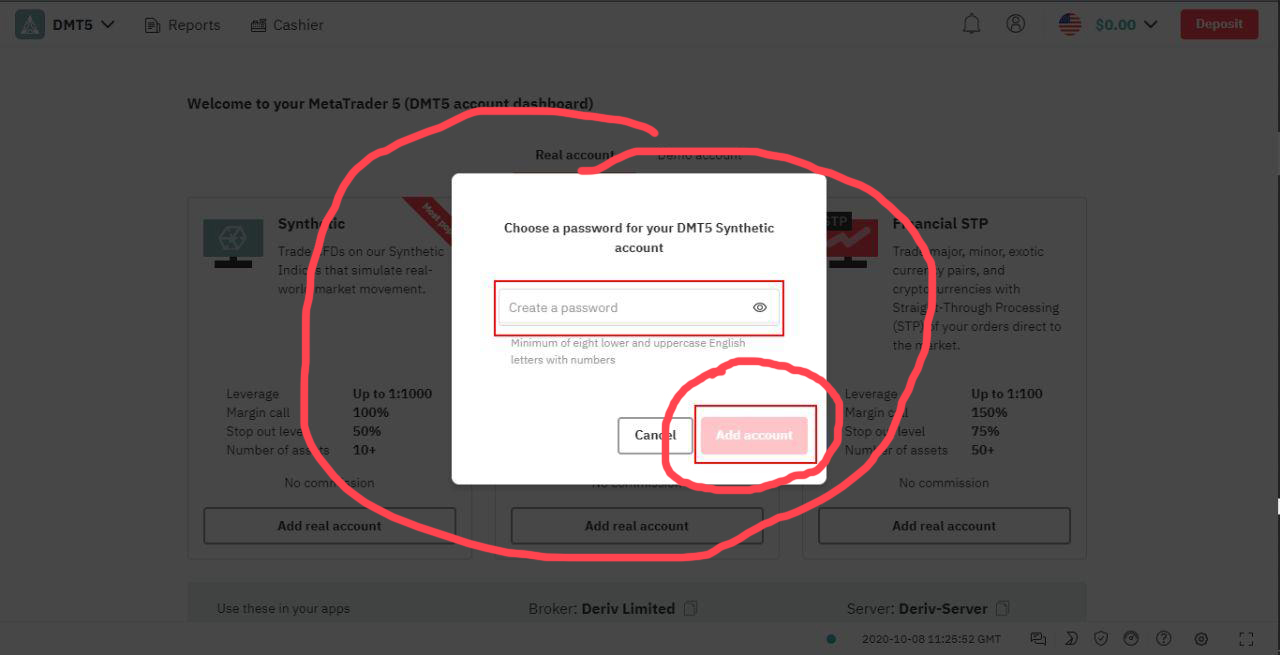 DMT5 Reports Cashier $0.00 Deposit
Welcome to your MetaTrader 5 (DMT5 account dashboard)
Real account Demo account
Choose a password for your DMT5 Synthetic
account
Create a password
Minimum of eight lower and uppercase English
letters with numbers
Cancel Add account
Synthetic
Most pop
Trade CFDs on our Synthetic
Indices that simulate real-
world market movement.
Leverage Up to 1:1000
Margin call 100%
Stop out level 50%
Number of assets 10+
No commission
Add real account
No commission
Add real account
STP
Financial STP
Trade major, minor, exotic
currency pairs, and
cryptocurrencies with
Straight-Through Processing
(STP) of your orders direct to
the market.
Leverage Up to 1:100
Margin call 150%
Stop out level 75%
Number of assets 50+
No commission
Add real account
Use these in your apps Broker: Deriv Limited Server: Deriv-Server
2020-10-08 11:25:52 GMT